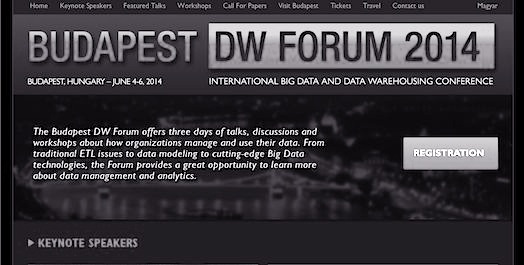 Home Keynote Speakers Featured Talks Workshops Call For Papers Visit Budapest Tickets Travel Contact us Magyar
BUDAPEST DW FORUM 2014
BUDAPEST, HUNGARY – JUNE 4-6, 2014 INTERNATIONAL BIG DATA AND DATA WAREHOUSING CONFERENCE
The Budapest DW Forum offers three days of talks, discussions and
workshops about how organizations manage and use their data. From
traditional ETL issues to data modeling to cutting-edge Big Data
technologies, the Forum provides a great opportunity to learn more
about data management and analytics.
REGISTRATION
KEYNOTE SPEAKERS